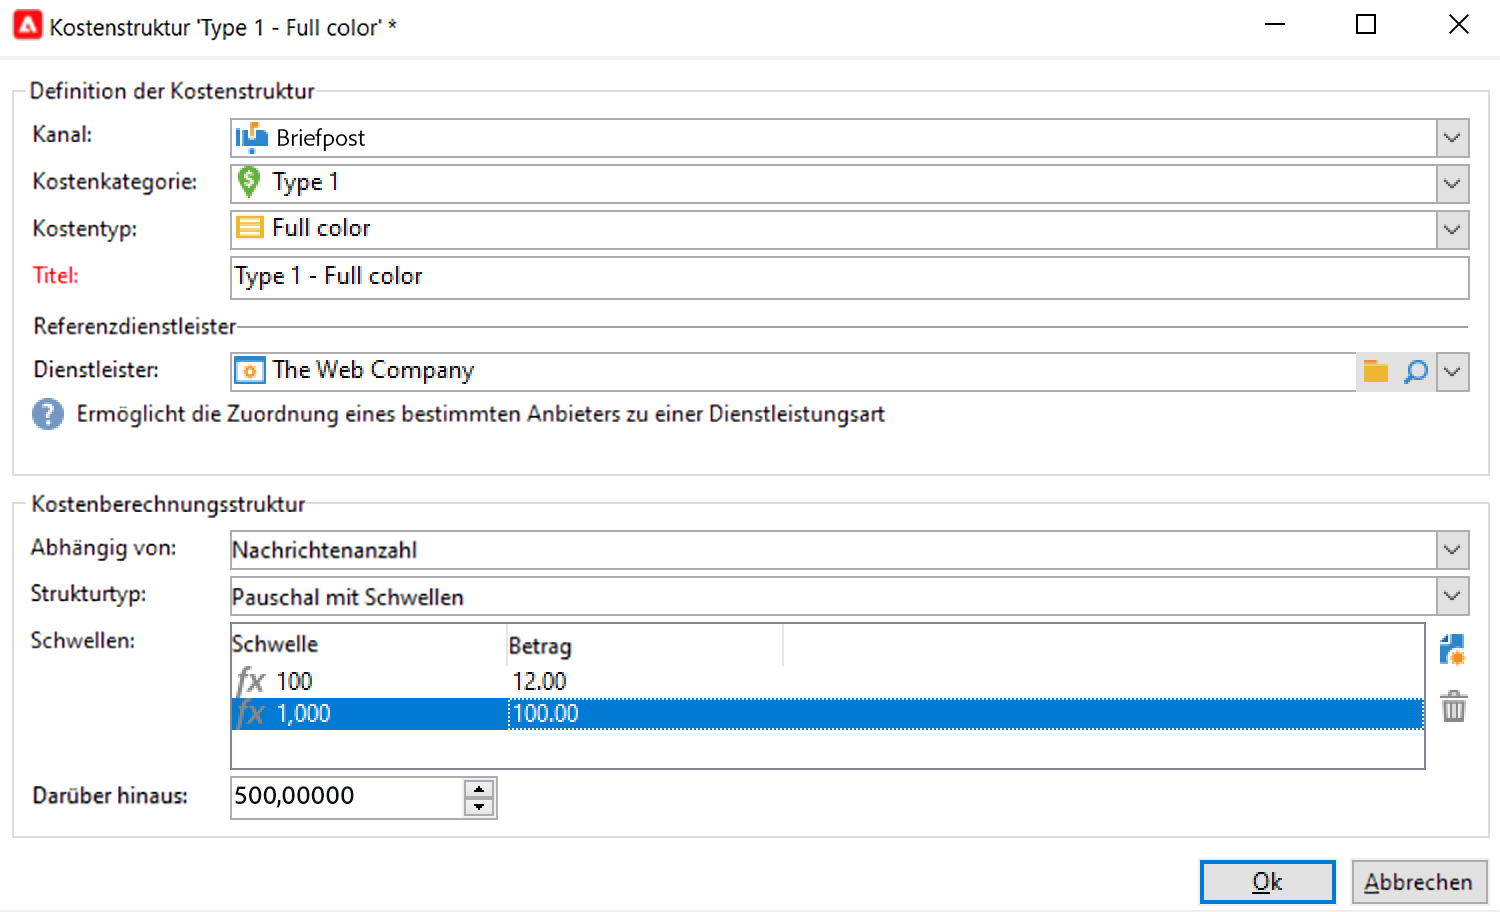 Kostenstruktur 'Type 1 - Full color' *
Definition der Kostenstruktur
Kanal: Briefpost
Kostenkategorie: Type 1
Kostentyp: Full color
Titel: Type 1 - Full color
Referenzdienstleister
Dienstleister: The Web Company
? Ermöglicht die Zuordnung eines bestimmten Anbieters zu einer Dienstleistungsart
Kostenberechnungsstruktur
Abhängig von: Nachrichtenanzahl
Strukturtyp: Pauschal mit Schwellen
Schwellen: Schwelle Betrag
fx 100 12.00
fx 1,000 100.00
Darüber hinaus: 500,00000
Ok Abbrechen